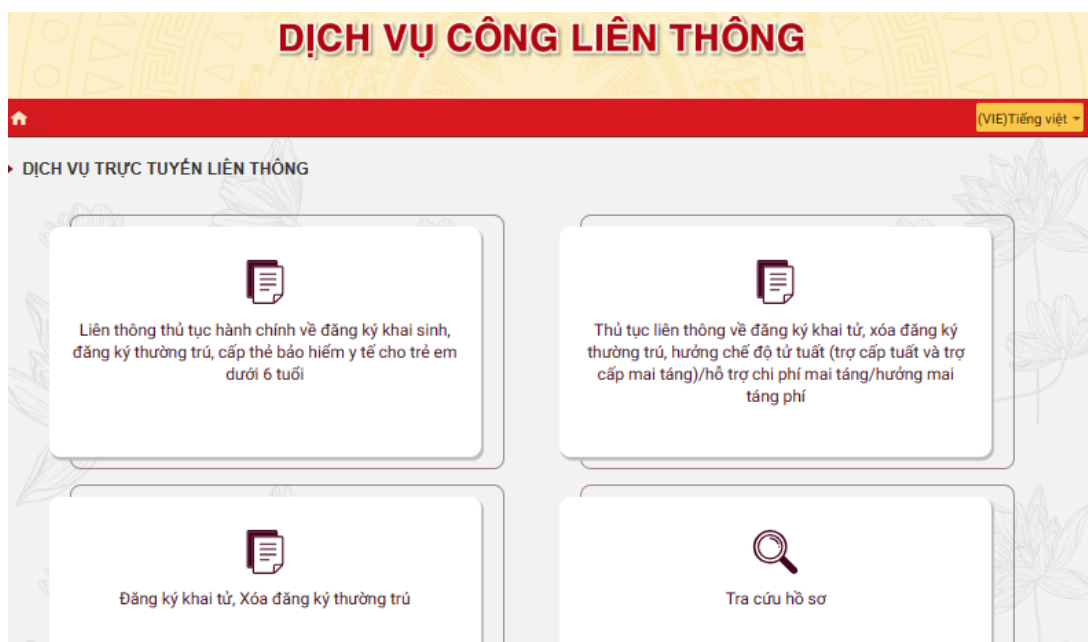 DỊCH VỤ CÔNG LIÊN THÔNG
(VIE)Tiếng việt
DỊCH VỤ TRỰC TUYẾN LIÊN THÔNG
Liên thông thủ tục hành chính về đăng ký khai sinh,
đăng ký thường trú, cấp thẻ bảo hiểm y tế cho trẻ em
dưới 6 tuổi
Thủ tục liên thông về đăng ký khai tử, xóa đăng ký
thường trú, hưởng chế độ tử tuất (trợ cấp tuất và trợ
cấp mai táng)/hỗ trợ chi phí mai táng/hưởng mai
táng phí
Đăng ký khai tử, Xóa đăng ký thường trú
Tra cứu hồ sơ